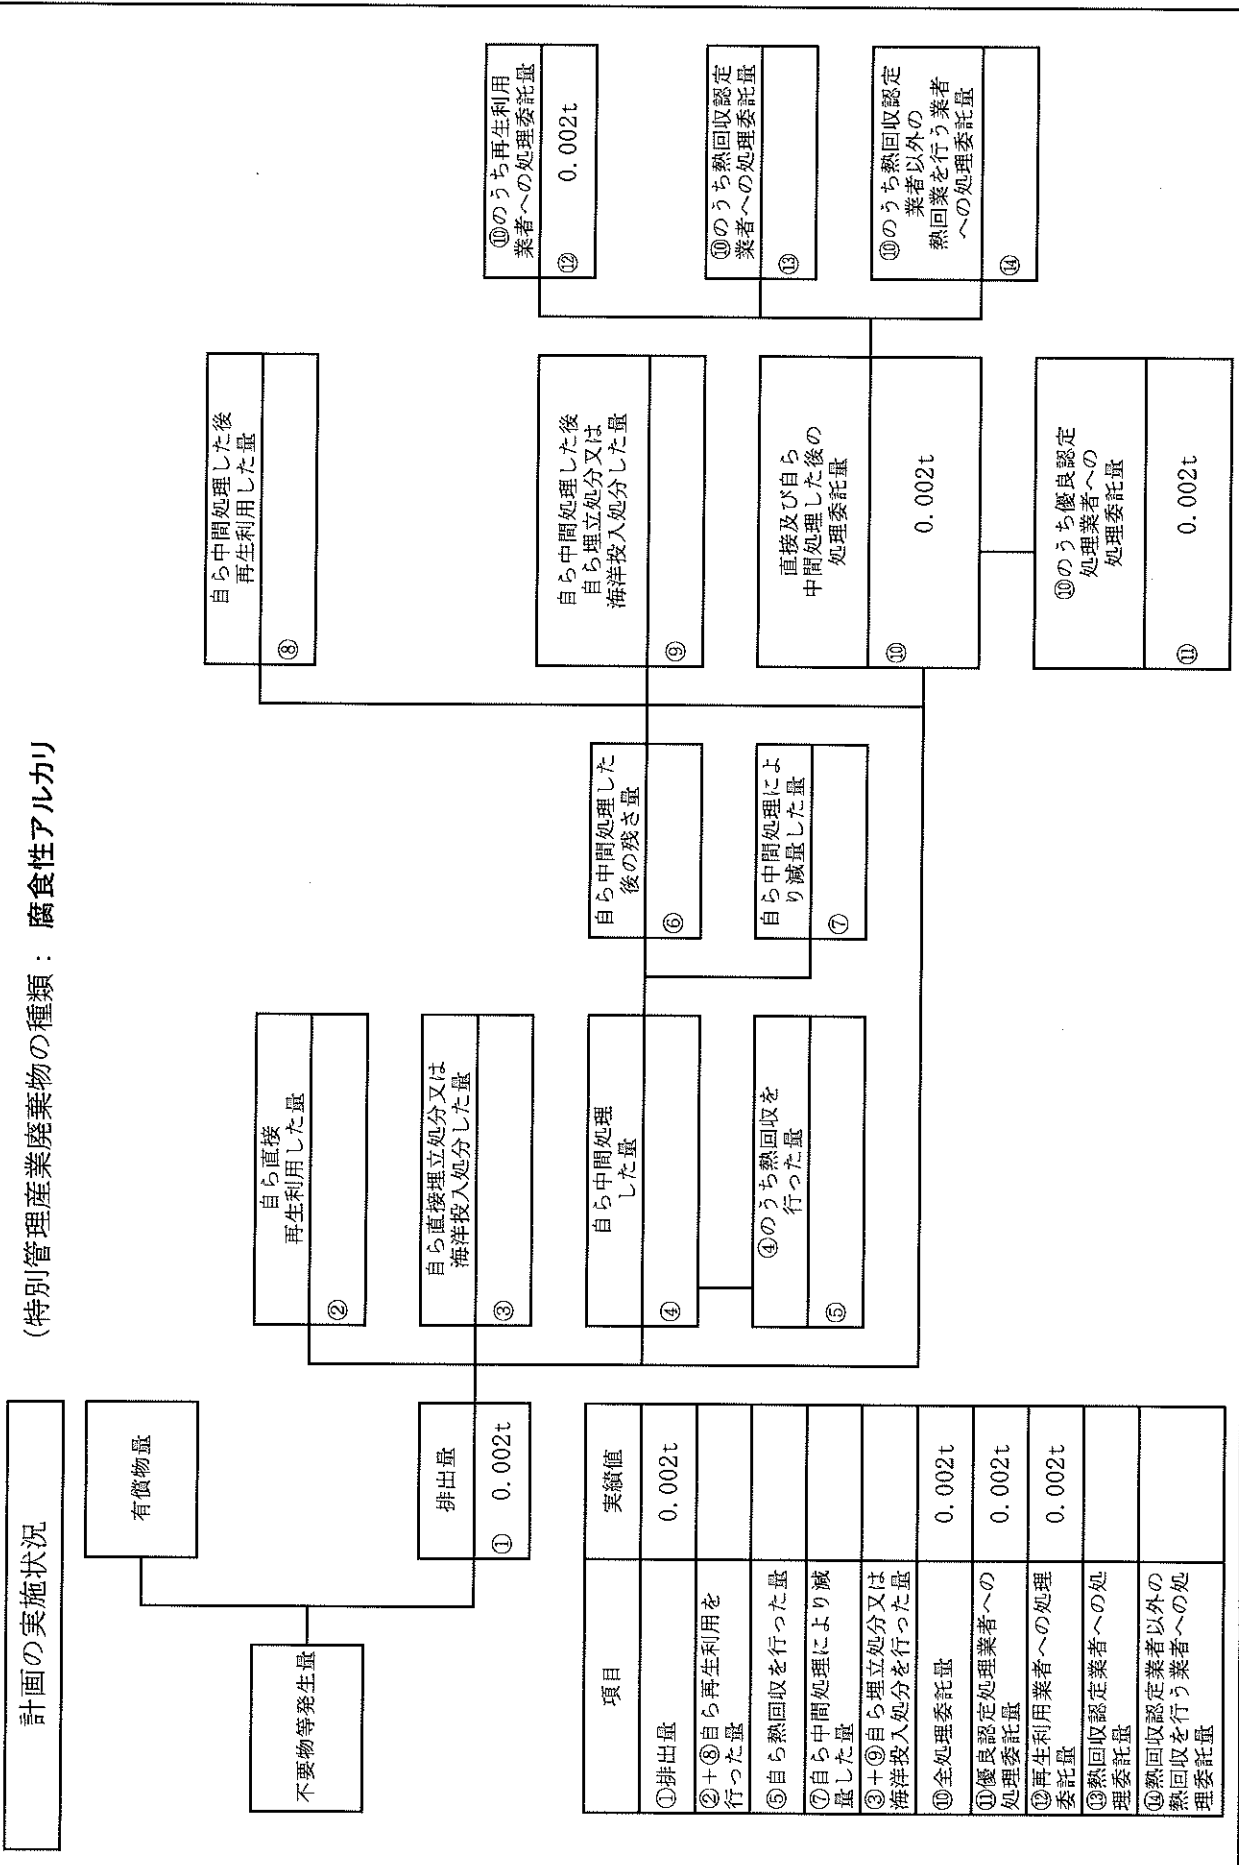 計画の実施状況
(特別管理産業廃棄物の種類： 腐食性アルカリ
不要物等発生量
有償物量
排出量
① 0.002t
自ら直接
再生利用した量
②
自ら直接埋立処分又は
海洋投入処分した量
③
自ら中間処理
した量
④
④のうち熱回収を
行った量
⑤
自ら中間処理した
後の残さ量
⑥
自ら中間処理によ
り減量した量
⑦
自ら中間処理した後
再生利用した量
⑧
自ら中間処理した後
自ら埋立処分又は
海洋投入処分した量
⑨
直接及び自ら
中間処理した後の
処理委託量
⑩ 0.002t
⑩のうち優良認定
処理業者への
処理委託量
⑪ 0.002t
⑩のうち再生利用
業者への処理委託量
⑫ 0.002t
⑩のうち熱回収認定
業者への処理委託量
⑬
⑩のうち熱回収認定
業者以外の
熱回業を行う業者
への処理委託量
⑭
項目 実績値
①排出量 0.002t
②+⑧自ら再生利用を
行った量
⑤自ら熱回収を行った量
⑦自ら中間処理により減
量した量
③+⑨自ら埋立処分又は
海洋投入処分を行った量
⑩全処理委託量 0.002t
⑪優良認定処理業者への
処理委託量 0.002t
⑫再生利用業者への処理
委託量 0.002t
⑬熱回収認定業者への処
理委託量
⑭熱回収認定業者以外の
熱回収を行う業者への処
理委託量